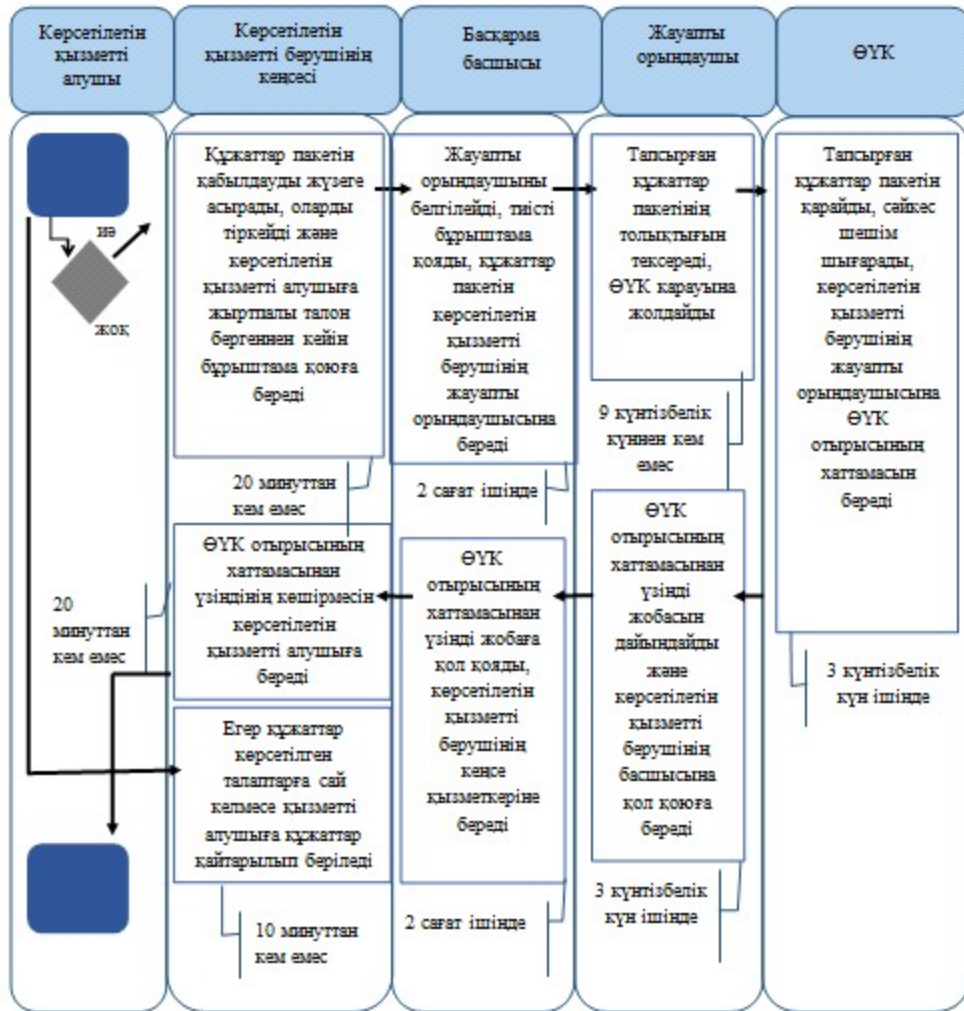 Көрсетілетін
қызметті
алушы
Көрсетілетін
қызметті берушінің
кеңсесі
Басқарма
басшысы
Жауапты
орындаушы
ӨҮК
иә
жоқ
Құжаттар пакетін
қабылдауды жүзеге
асырады, оларды
тіркейді және
көрсетілетін
қызметті алушыға
жыртпалы талон
бергеннен кейін
бұрыштама қоюға
береді
20 минуттан
кем емес
Жауапты
орындаушыны
белгілейді, тиісті
бұрыштама
қояды, құжаттар
пакетін
көрсетілетін
қызметті
берушінің
жауапты
орындаушысына
береді
2 сағат ішінде
Тапсырған
құжаттар
пакетінің
толықтығын
тексереді,
ӨҮК карауына
жолдайды
9 күнтізбелік
күннен кем
емес
Тапсырған
құжаттар пакетін
қарайды, сәйкес
шешім
шығарады,
көрсетілетін
қызметті
берушінің
жауапты
орындаушысына
ӨҮК
отырысының
хаттамасын
береді
3 күнтізбелік
күн ішінде
ӨҮК
отырысының
хаттамасынан
үзінді
жобасын
дайындайды
және
көрсетілетін
қызметті
берушінің
басшысына
қол қоюға
береді
3 күнтізбелік
күн ішінде
ӨҮК
отырысының
хаттамасынан
үзінді жобаға
қол қояды,
көрсетілетін
қызметті
берушінің
кеңсе
қызметкеріне
береді
2 сағат ішінде
ӨҮК отырысының
хаттамасынан
үзіндінің көшірмесін
көрсетілетін
қызметті алушыға
береді
20
минуттан
кем емес
Егер құжаттар
көрсетілген
талаптарға сай
келмесе қызметті
алушыға құжаттар
қайтарылып беріледі
10 минуттан
кем емес